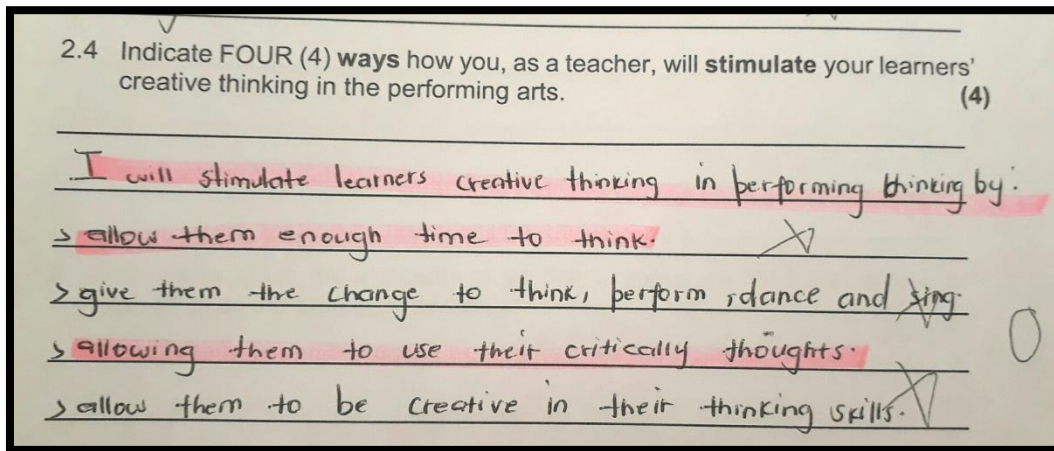 2.4 Indicate FOUR (4) ways how you, as a teacher, will stimulate your learners'
creative thinking in the performing arts.
(4)
I will stimulate learners creative thinking in performing thinking by:
> allow them enough time to think.
> give them the change to think, perform, dance and sing.
> allowing them to use their critically thoughts.
> allow them to be creative in their thinking skills.
0